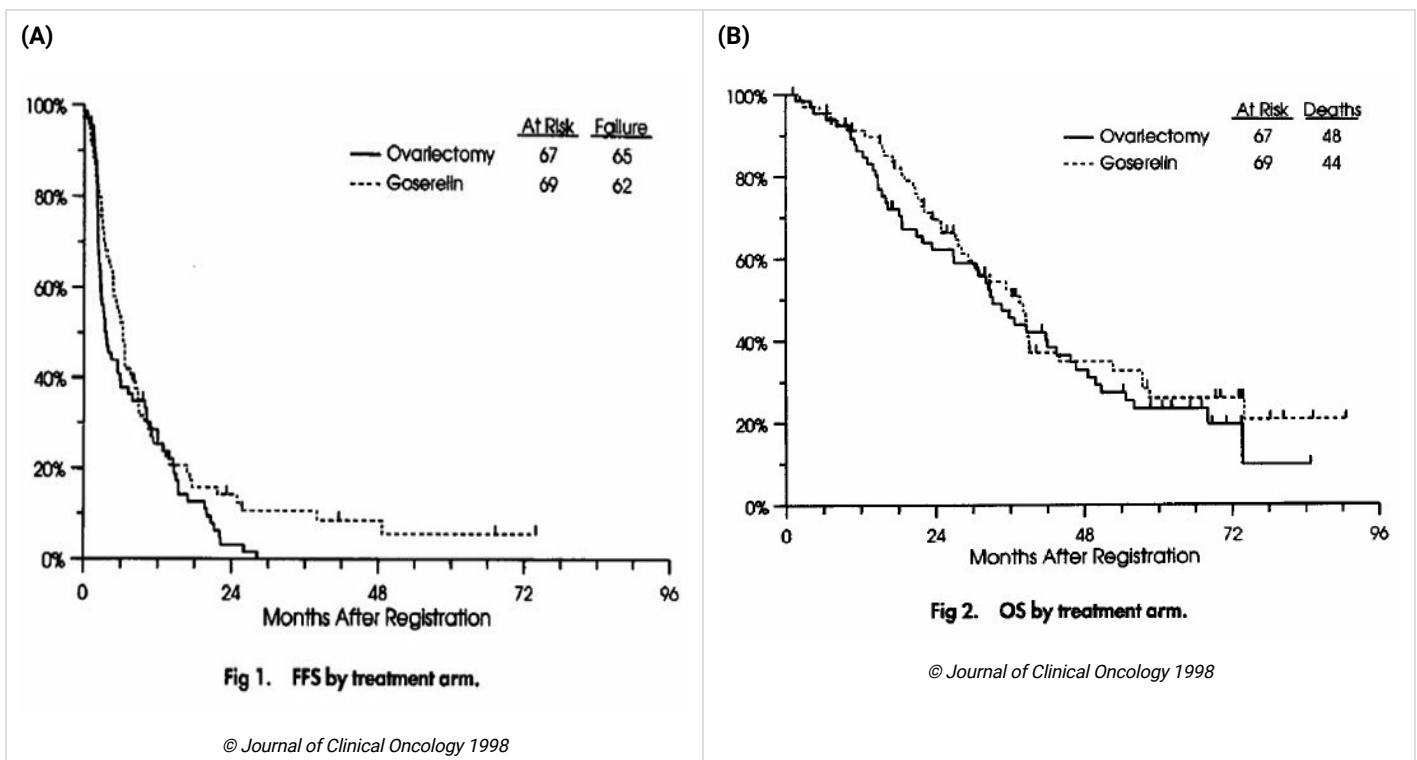 (A)
100%
80%
60%
40%
20%
0%
At Risk Failure
Ovariectomy 67 65
Goserelin 69 62
0 24 48 72 96
Months After Registration
Fig 1. FFS by treatment arm.
© Journal of Clinical Oncology 1998
(B)
100%
80%
60%
40%
20%
0%
At Risk Deaths
Ovariectomy 67 48
Goserelin 69 44
0 24 48 72 96
Months After Registration
Fig 2. OS by treatment arm.
© Journal of Clinical Oncology 1998